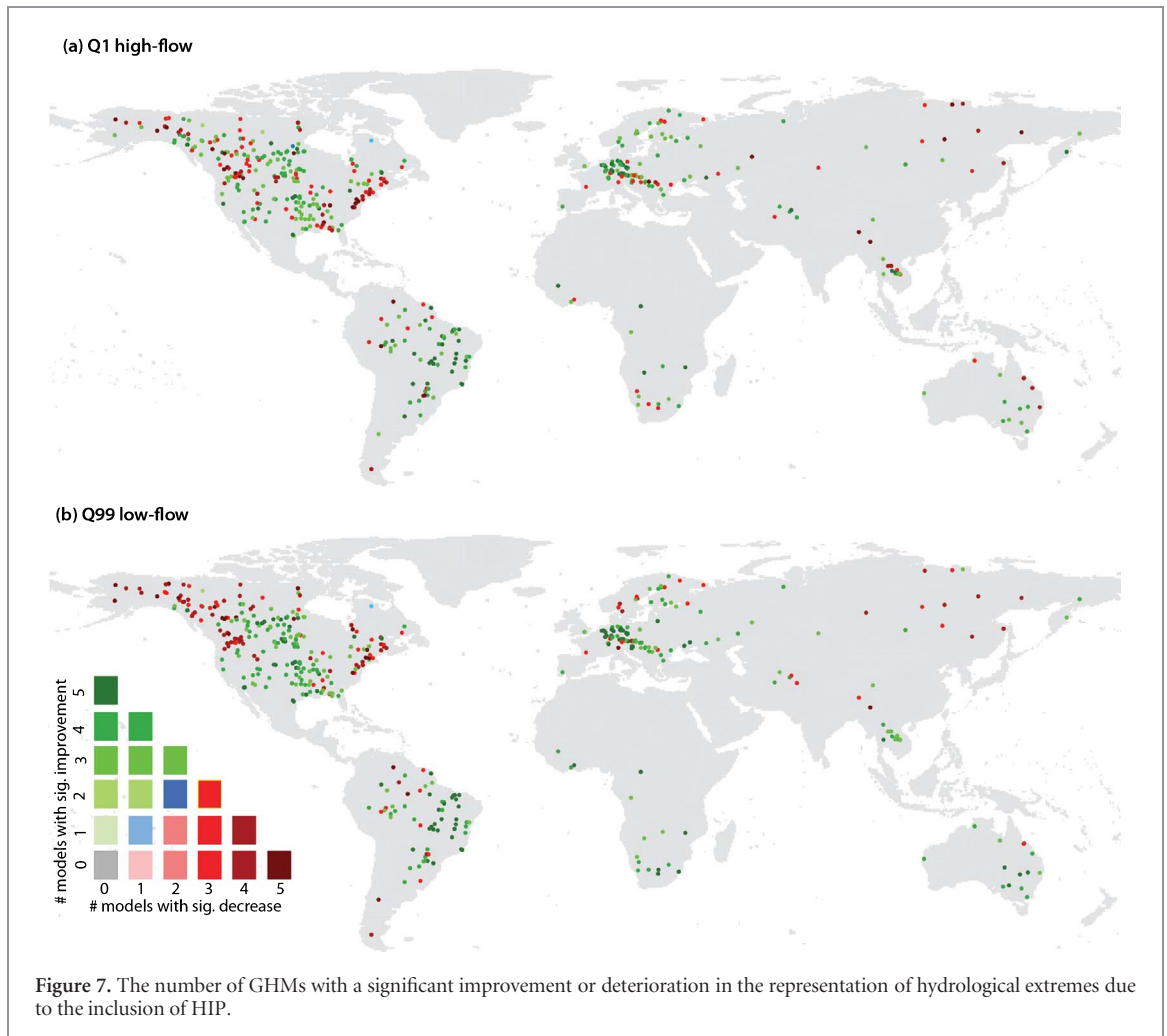 (a) Q1 high-flow
(b) Q99 low-flow
# models with sig. improvement
5
4
3
2
1
0
0 1 2 3 4 5
# models with sig. decrease
Figure 7. The number of GHMs with a significant improvement or deterioration in the representation of hydrological extremes due
to the inclusion of HIP.